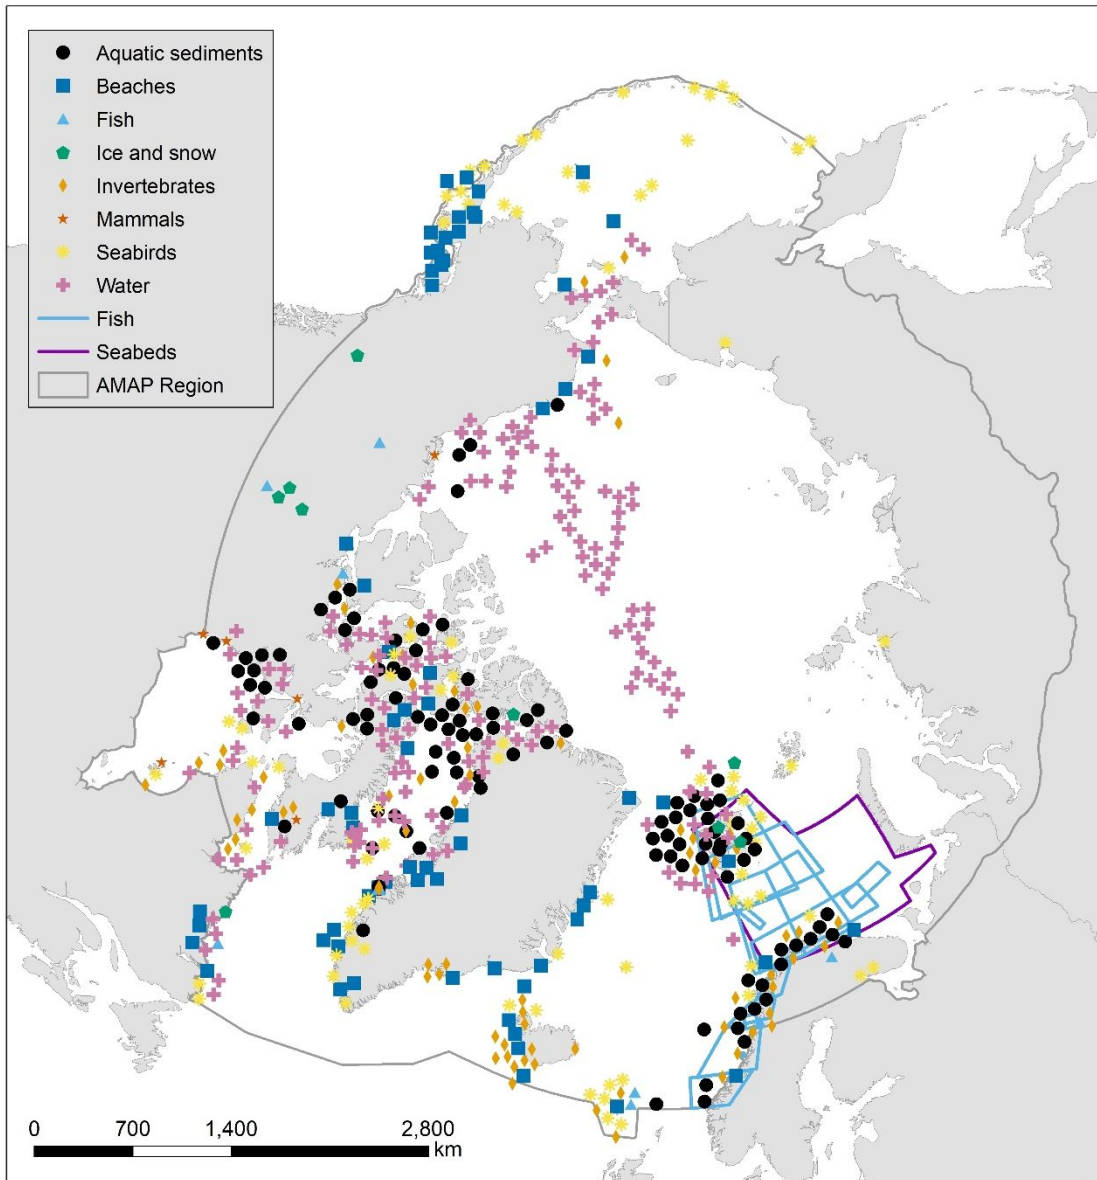 Aquatic sediments
Beaches
Fish
Ice and snow
Invertebrates
Mammals
Seabirds
Water
Fish
Seabeds
AMAP Region
0 700 1,400 2,800
km